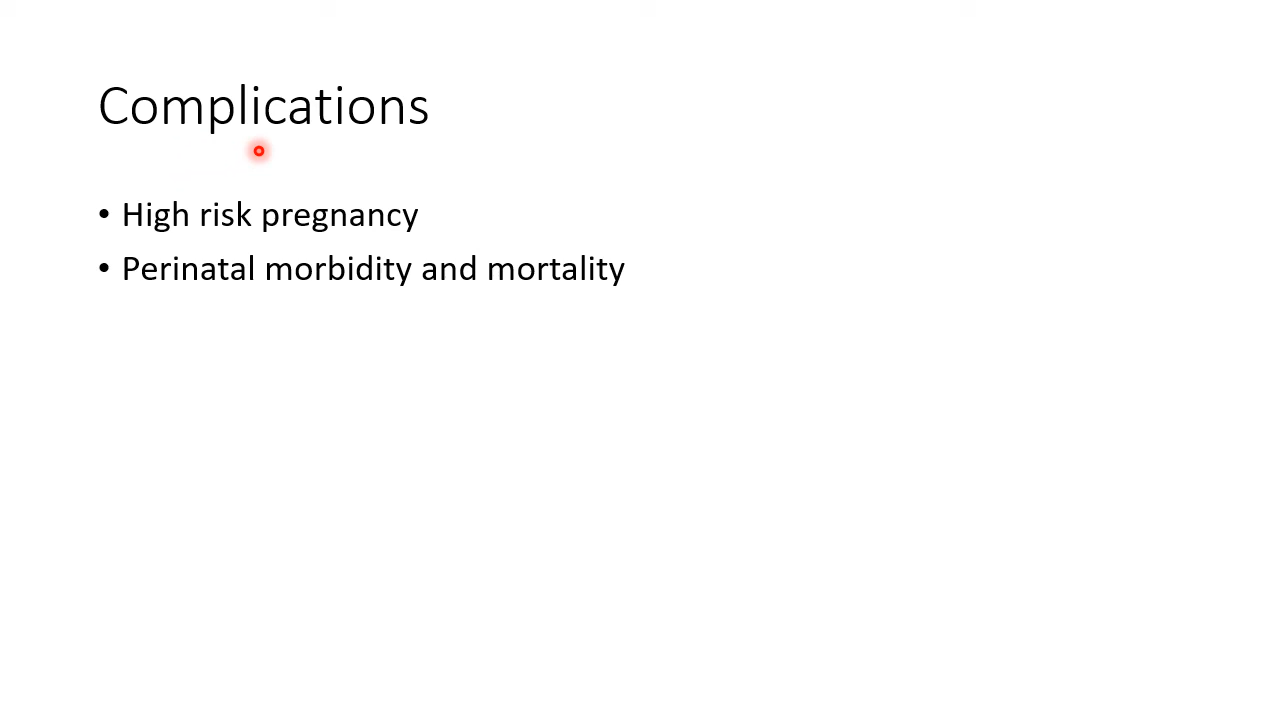 Complications
• High risk pregnancy
• Perinatal morbidity and mortality